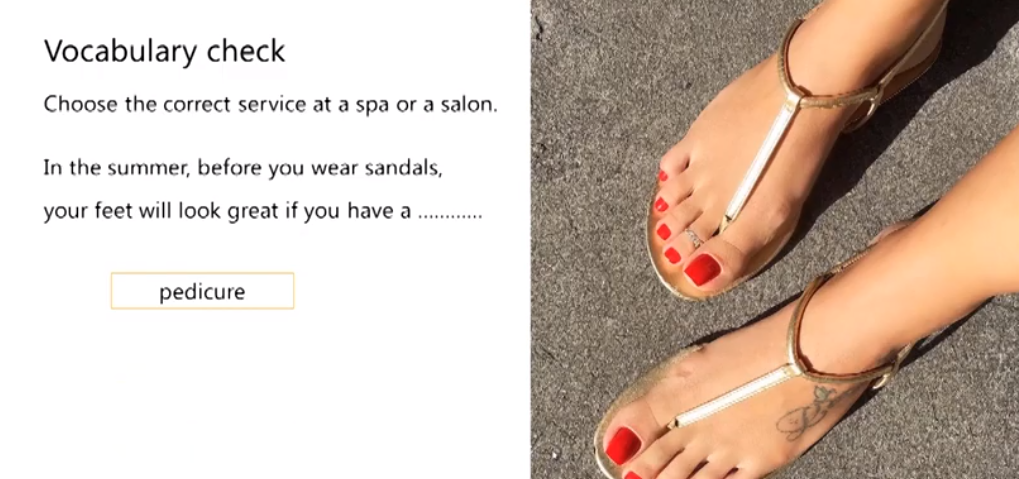 Vocabulary check
Choose the correct service at a spa or a salon.
In the summer, before you wear sandals,
your feet will look great if you have a ............
pedicure